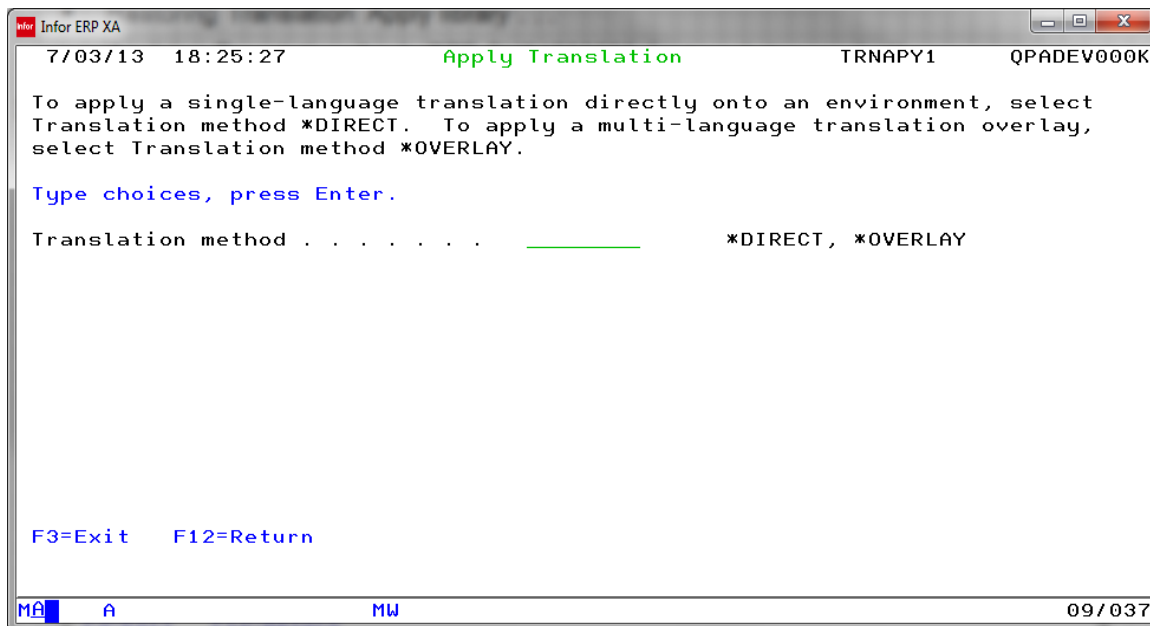 infor Infor ERP XA
7/03/13 18:25:27 Apply Translation TRNAPY1 QPADEV000K
To apply a single-language translation directly onto an environment, select
Translation method *DIRECT. To apply a multi-language translation overlay,
select Translation method *OVERLAY.
Type choices, press Enter.
Translation method . . . . . . . _________ *DIRECT, *OVERLAY
F3=Exit F12=Return
MA A MW 09/037